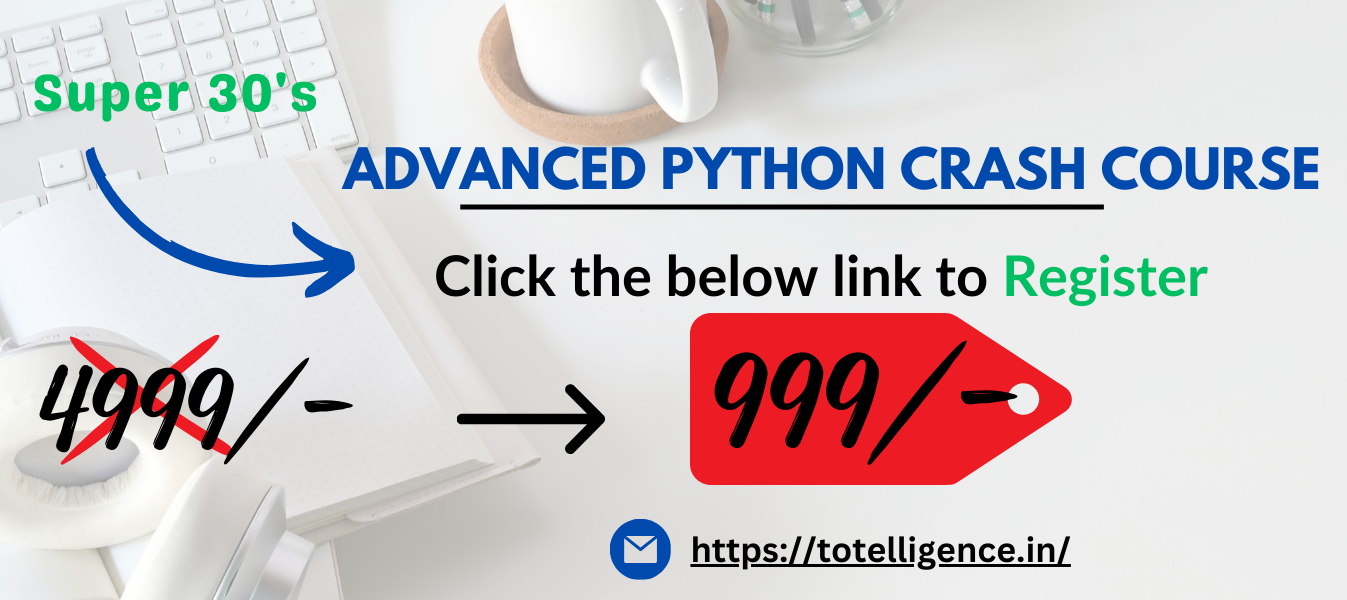 Super 30's
ADVANCED PYTHON CRASH COURSE
Click the below link to Register
4999/-
999/-
https://totelligence.in/